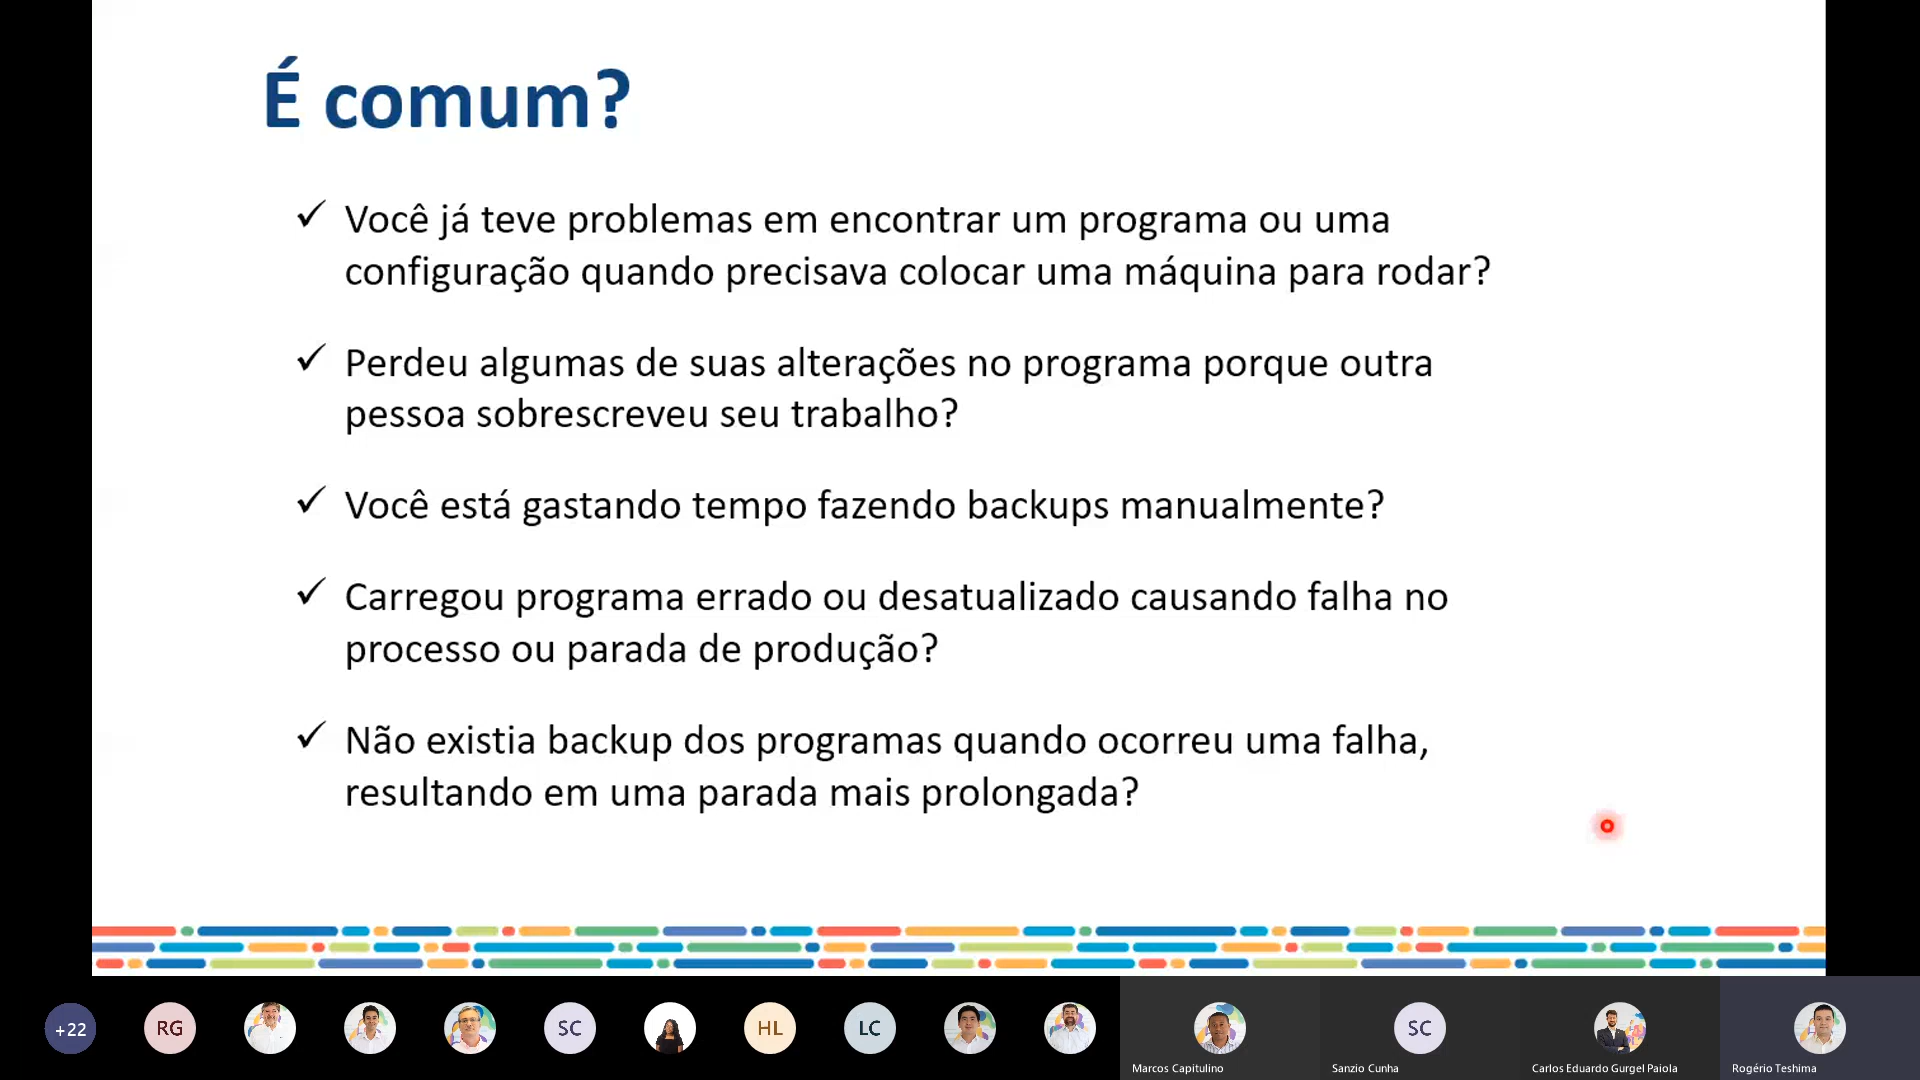 É comum?
✓ Você já teve problemas em encontrar um programa ou uma
configuração quando precisava colocar uma máquina para rodar?
✓ Perdeu algumas de suas alterações no programa porque outra
pessoa sobrescreveu seu trabalho?
✓ Você está gastando tempo fazendo backups manualmente?
✓ Carregou programa errado ou desatualizado causando falha no
processo ou parada de produção?
✓ Não existia backup dos programas quando ocorreu uma falha,
resultando em uma parada mais prolongada?
+22 RG SC HL LC SC
Marcos Capitulino Sanzio Cunha Carlos Eduardo Gurgel Paiola Rogério Teshima